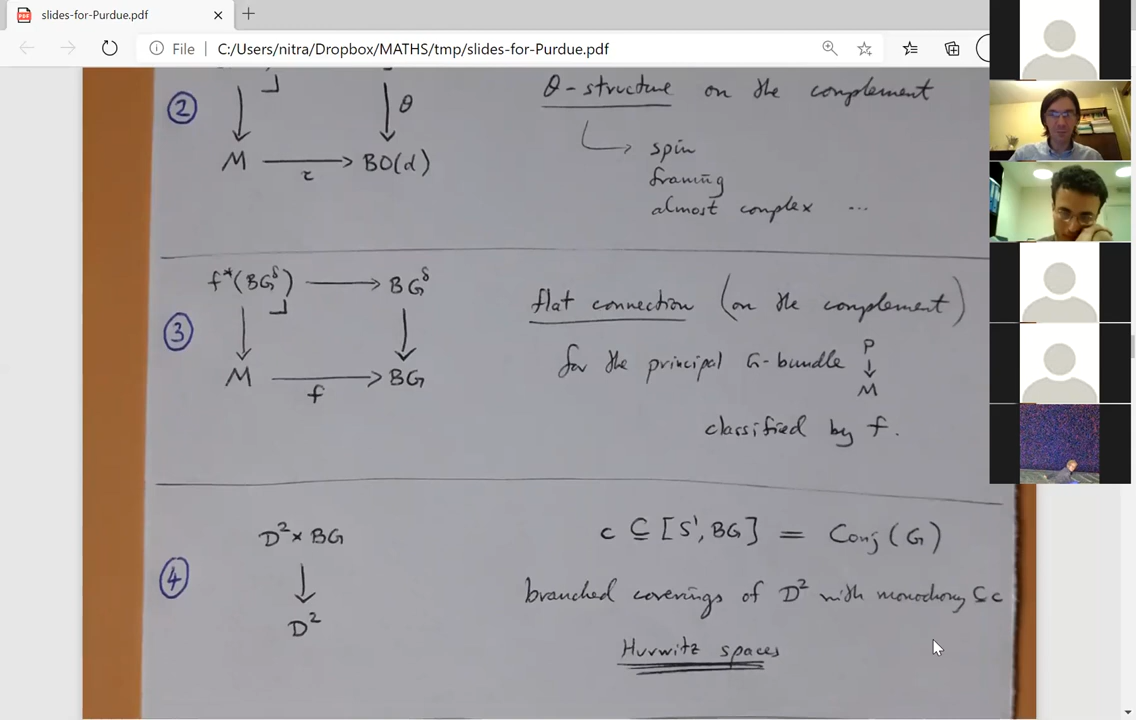 slides-for-Purdue.pdf
File
C:/Users/nitra/Dropbox/MATHS/tmp/slides-for-Purdue.pdf
2
θ
M
τ
BO(d)
θ-structure on the complement
spin
framing
almost complex ...
3
f*(BG^δ)
BG^δ
M
f
BG
flat connection (on the complement)
for the principal G-bundle
P
M
classified by f.
4
D² × BG
D²
c ⊆ [S¹, BG] = Conj(G)
branched coverings of D² with monodromy ⊆ c
Hurwitz spaces